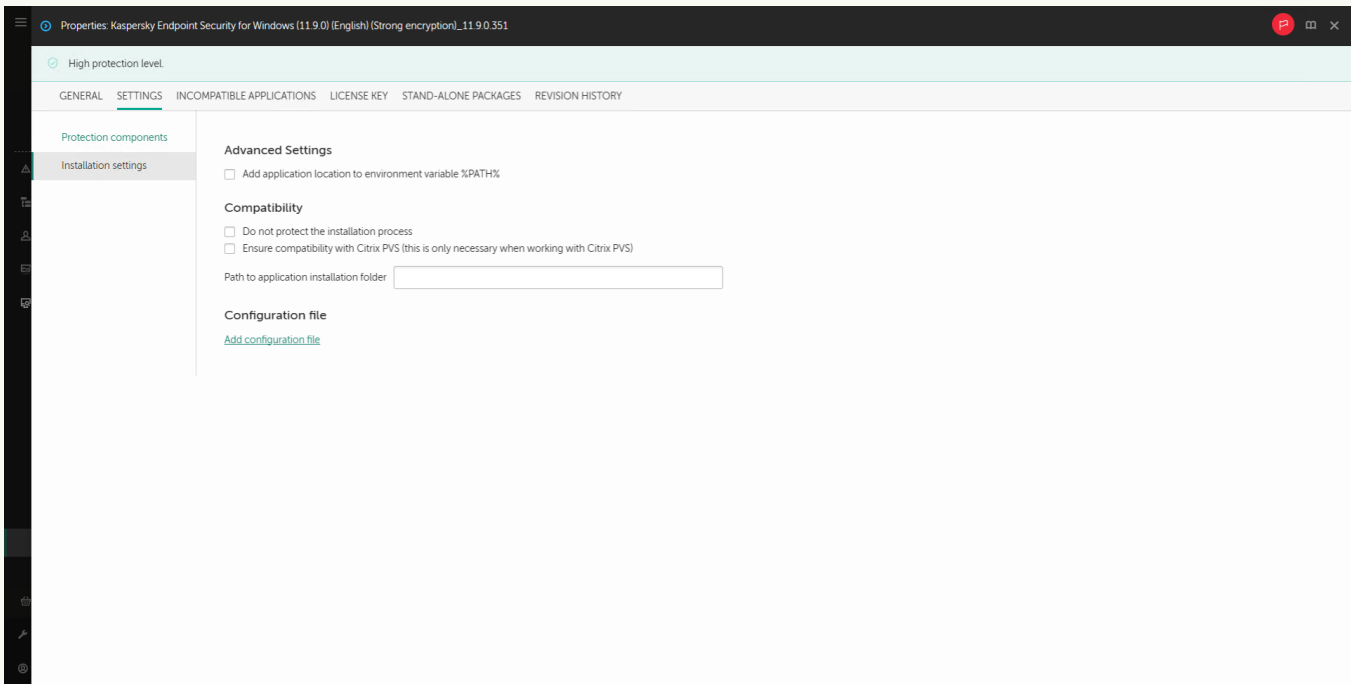 Properties: Kaspersky Endpoint Security for Windows (11.9.0) (English) (Strong encryption)_11.9.0.351
High protection level.
GENERAL SETTINGS INCOMPATIBLE APPLICATIONS LICENSE KEY STAND-ALONE PACKAGES REVISION HISTORY
Protection components
Installation settings
Advanced Settings
Add application location to environment variable %PATH%
Compatibility
Do not protect the installation process
Ensure compatibility with Citrix PVS (this is only necessary when working with Citrix PVS)
Path to application installation folder
Configuration file
Add configuration file